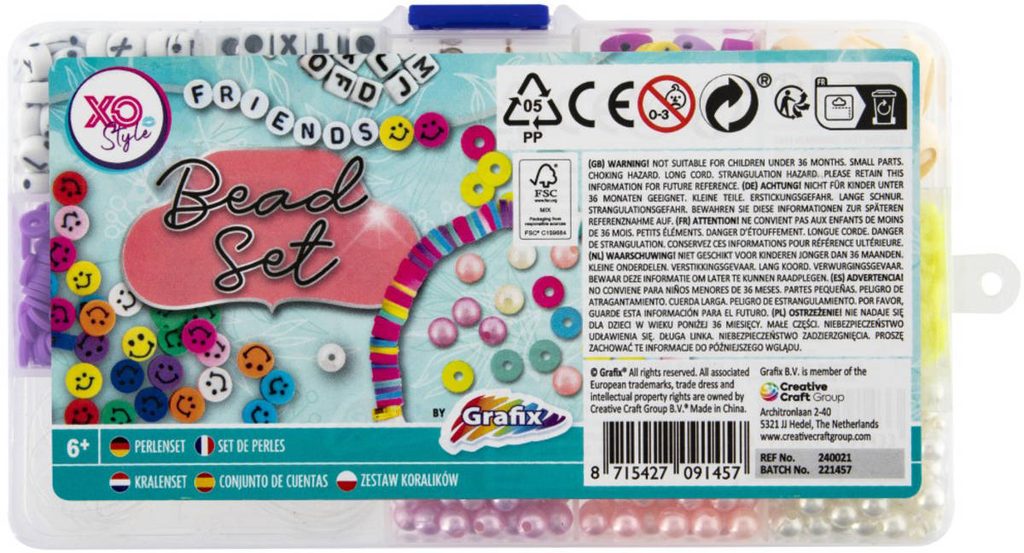 XO
Style
FRIENDS
Bead
Set
BY
Grafix
6+
PERLENSET
SET DE PERLES
KRALENSET
CONJUNTO DE CUENTAS
ZESTAW KORALIKÓW
05
PP
CE
0-3
®
FR
FSC
www.fsc.org
MIX
Packaging from
responsible sources
FSC® C159684
(GB) WARNING! NOT SUITABLE FOR CHILDREN UNDER 36 MONTHS. SMALL PARTS.
CHOKING HAZARD. LONG CORD. STRANGULATION HAZARD. PLEASE RETAIN THIS
INFORMATION FOR FUTURE REFERENCE. (DE) ACHTUNG! NICHT FÜR KINDER UNTER
36 MONATEN GEEIGNET. KLEINE TEILE. ERSTICKUNGSGEFAHR. LANGE SCHNUR.
STRANGULATIONSGEFAHR. BEWAHREN SIE DIESE INFORMATIONEN ZUR SPÄTEREN
REFERENZNAHME AUF. (FR) ATTENTION! NE CONVIENT PAS AUX ENFANTS DE MOINS
DE 36 MOIS. PETITS ÉLÉMENTS. DANGER D'ÉTOUFFEMENT. LONGUE CORDE. DANGER
DE STRANGULATION. CONSERVEZ CES INFORMATIONS POUR RÉFÉRENCE ULTÉRIEURE.
(NL) WAARSCHUWING! NIET GESCHIKT VOOR KINDEREN JONGER DAN 36 MAANDEN.
KLEINE ONDERDELEN. VERSTIKKINGSGEVAAR. LANG KOORD. VERWURGINGSGEVAAR.
BEWAAR DEZE INFORMATIE OM LATER TE KUNNEN RAADPLEGEN. (ES) ADVERTENCIA!
NO CONVIENE PARA NIÑOS MENORES DE 36 MESES. PARTES PEQUEÑAS. PELIGRO DE
ATRAGANTAMIENTO. CUERDA LARGA. PELIGRO DE ESTRANGULAMIENTO. POR FAVOR,
GUARDE ESTA INFORMACIÓN PARA EL FUTURO. (PL) OSTRZEŻENIE! NIE NADAJE SIĘ
DLA DZIECI W WIEKU PONIŻEJ 36 MIESIĘCY. MAŁE CZĘŚCI. NIEBEZPIECZEŃSTWO
UDŁAWIENIA SIĘ. DŁUGA LINKA. NIEBEZPIECZEŃSTWO ZADZIERZGNIĘCIA. PROSZĘ
ZACHOWAĆ TE INFORMACJE DO PÓŹNIEJSZEGO WGLĄDU.
© Grafix® All rights reserved. All associated
European trademarks, trade dress and
intellectual property rights are owned by
Creative Craft Group B.V.® Made in China.
8 715427 091457
Grafix B.V. is member of the
Creative
Craft Group
Architronlaan 2-40
5321 JJ Hedel, The Netherlands
www.creativecraftgroup.com
REF No. 240021
BATCH No. 221457